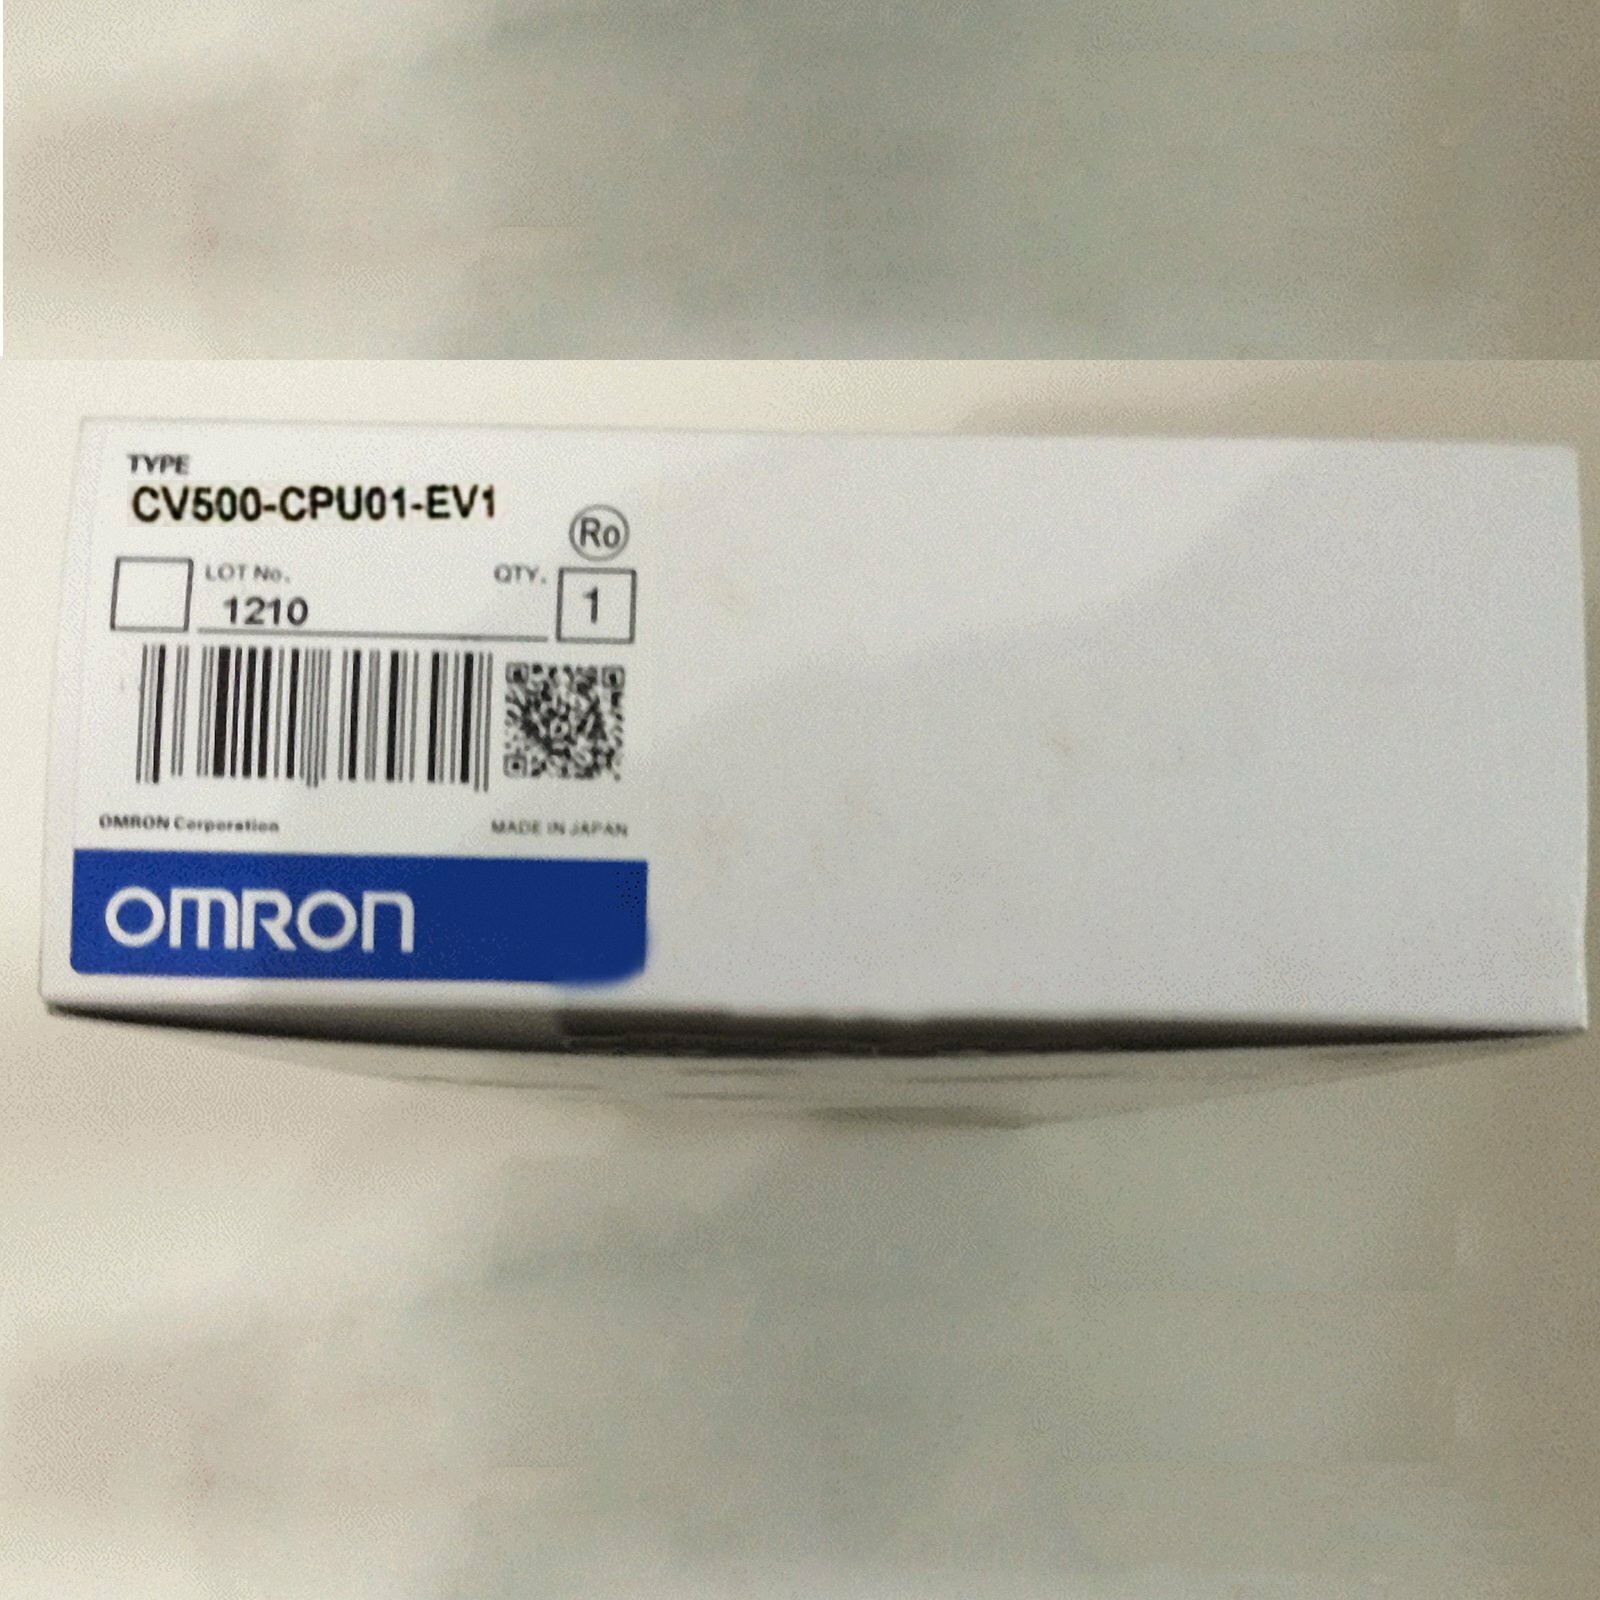 TYPE
CV500-CPU01-EV1
Ro
LOT No. QTY.
1210 1
OMRON Corporation MADE IN JAPAN
OMRON